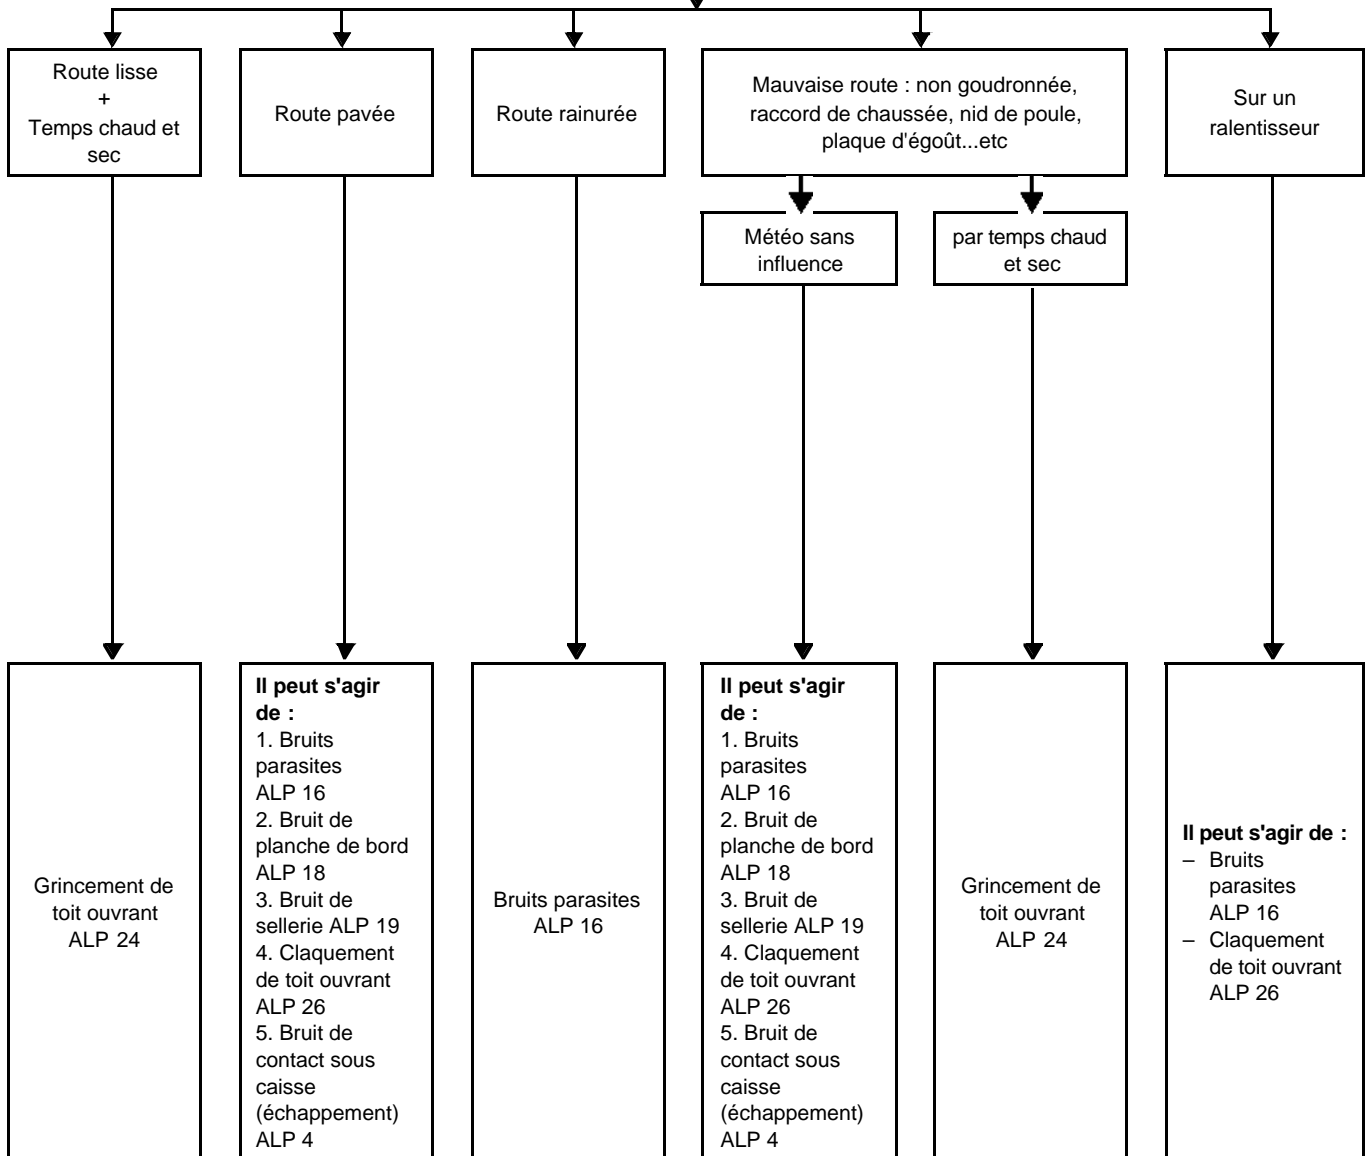 Route lisse
+
Temps chaud et
sec
Route pavée
Route rainurée
Mauvaise route : non goudronnée,
raccord de chaussée, nid de poule,
plaque d'égoût...etc
Sur un
ralentisseur
Météo sans
influence
par temps chaud
et sec
Grincement de
toit ouvrant
ALP 24
Il peut s'agir
de :
1. Bruits
parasites
ALP 16
2. Bruit de
planche de bord
ALP 18
3. Bruit de
sellerie ALP 19
4. Claquement
de toit ouvrant
ALP 26
5. Bruit de
contact sous
caisse
(échappement)
ALP 4
Bruits parasites
ALP 16
Il peut s'agir
de :
1. Bruits
parasites
ALP 16
2. Bruit de
planche de bord
ALP 18
3. Bruit de
sellerie ALP 19
4. Claquement
de toit ouvrant
ALP 26
5. Bruit de
contact sous
caisse
(échappement)
ALP 4
Grincement de
toit ouvrant
ALP 24
Il peut s'agir de :
– Bruits
parasites
ALP 16
– Claquement
de toit ouvrant
ALP 26